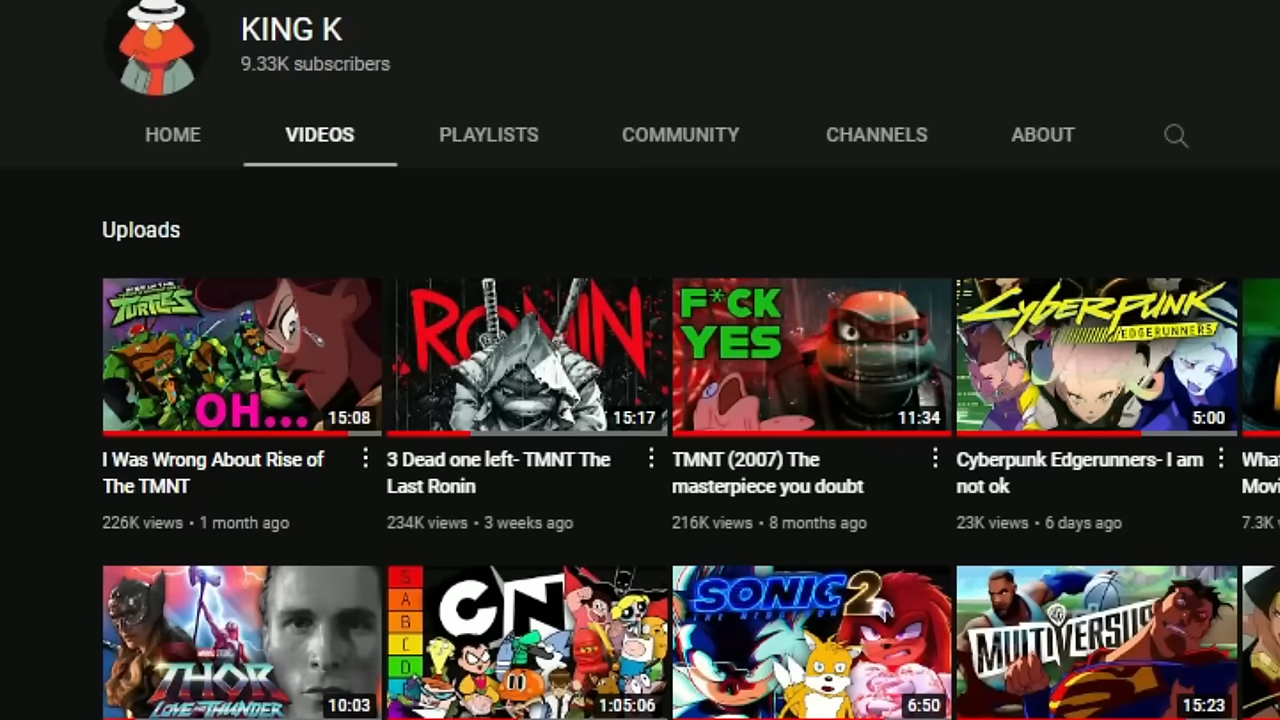 KING K
9.33K subscribers
HOME
VIDEOS
PLAYLISTS
COMMUNITY
CHANNELS
ABOUT
Uploads
TURTLES
OH...
15:08
RONIN
15:17
F*CK
YES
11:34
CYBERPUNK
EDGERUNNERS
5:00
I Was Wrong About Rise of
The TMNT
226K views • 1 month ago
3 Dead one left- TMNT The
Last Ronin
234K views • 3 weeks ago
TMNT (2007) The
masterpiece you doubt
216K views • 8 months ago
Cyberpunk Edgerunners- I am
not ok
23K views • 6 days ago
What
Movi
7.3K v
THOR
LOVE AND THUNDER
10:03
S
A
B
C
D
CN
1:05:06
SONIC 2
THE HEDGEHOG
6:50
MULTIVERSUS
15:23